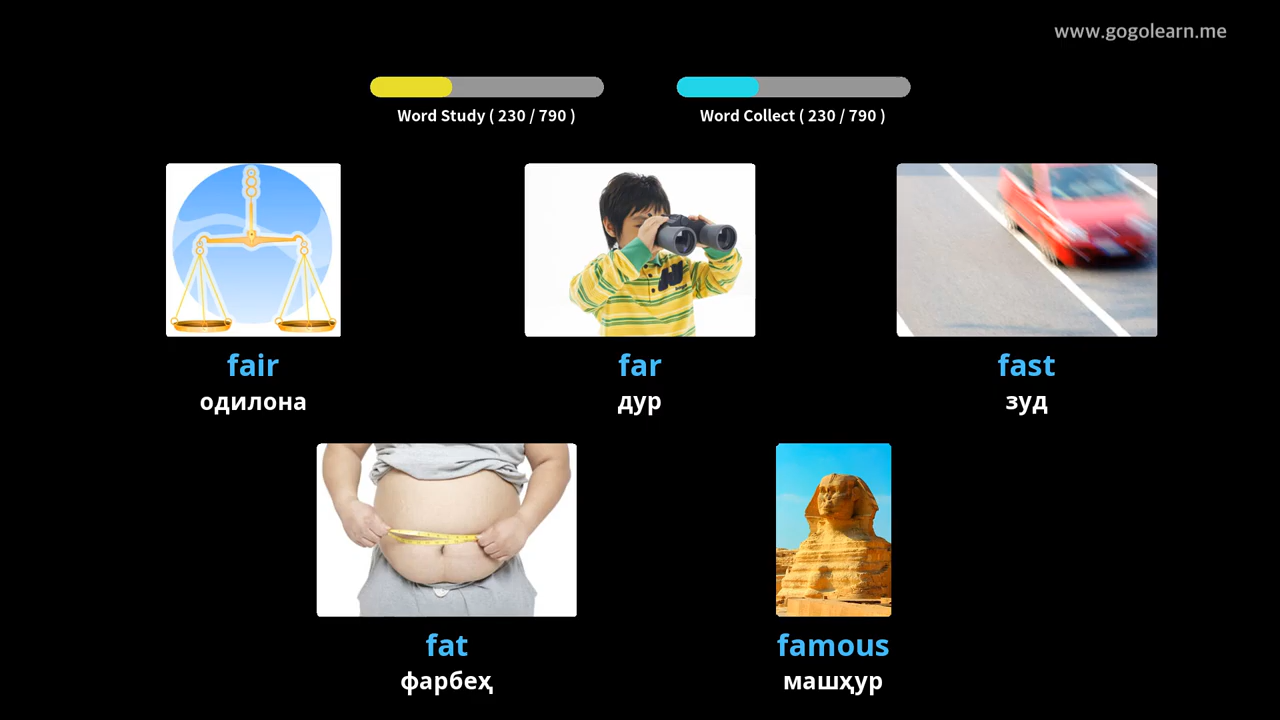 www.gogolearn.me
Word Study ( 230 / 790 )
Word Collect ( 230 / 790 )
fair
одилона
far
дур
fast
зуд
fat
фарбеҳ
famous
машҳур